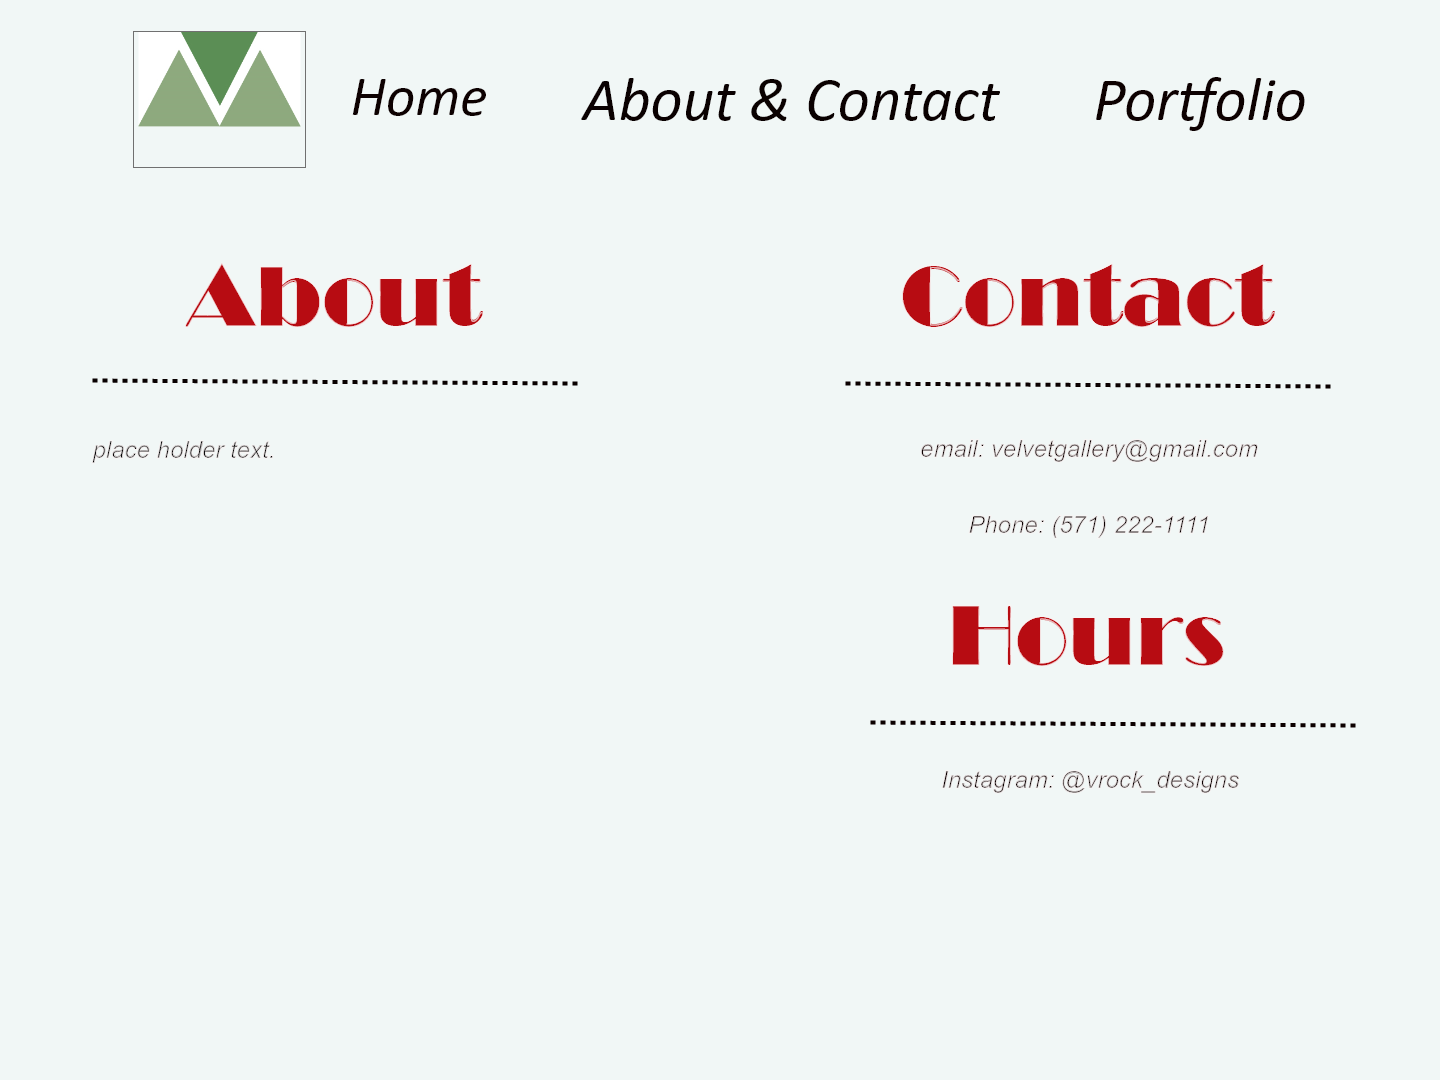 Home About & Contact Portfolio
About
place holder text.
Contact
email: velvetgallery@gmail.com
Phone: (571) 222-1111
Hours
Instagram: @vrock_designs